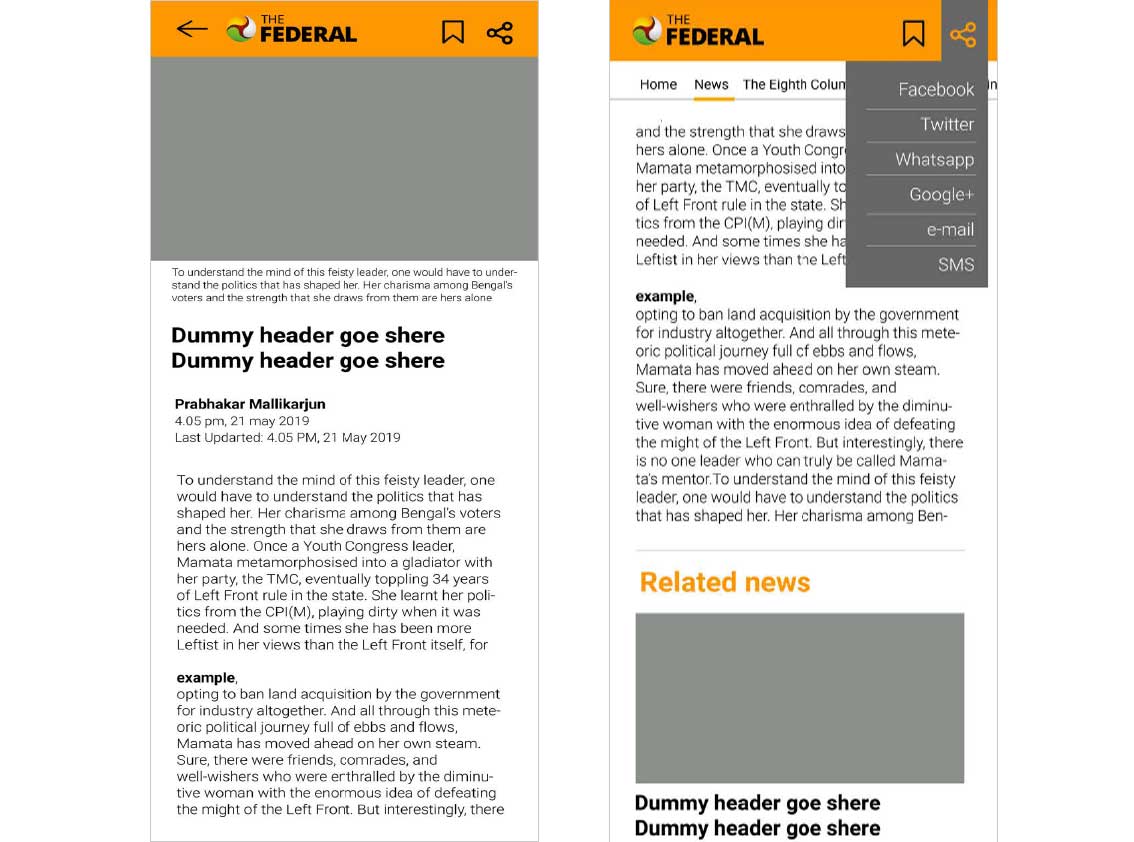 THE
FEDERAL
To understand the mind of this feisty leader, one would have to under-
stand the politics that has shaped her. Her charisma among Bengal's
voters and the strength that she draws from them are hers alone
Dummy header goe shere
Dummy header goe shere
Prabhakar Mallikarjun
4.05 pm, 21 may 2019
Last Updarted: 4.05 PM, 21 May 2019
To understand the mind of this feisty leader, one
would have to understand the politics that has
shaped her. Her charisma among Bengal's voters
and the strength that she draws from them are
hers alone. Once a Youth Congress leader,
Mamata metamorphosised into a gladiator with
her party, the TMC, eventually toppling 34 years
of Left Front rule in the state. She learnt her poli-
tics from the CPI(M), playing dirty when it was
needed. And some times she has been more
Leftist in her views than the Left Front itself, for
example,
opting to ban land acquisition by the government
for industry altogether. And all through this mete-
oric political journey full of ebbs and flows,
Mamata has moved ahead on her own steam.
Sure, there were friends, comrades, and
well-wishers who were enthralled by the diminu-
tive woman with the enormous idea of defeating
the might of the Left Front. But interestingly, there
THE
FEDERAL
Home News The Eighth Colum in
Facebook
Twitter
Whatsapp
Google+
e-mail
SMS
and the strength that she draws
hers alone. Once a Youth Congr
Mamata metamorphosised into
her party, the TMC, eventually to
of Left Front rule in the state. Sh
tics from the CPI(M), playing dir
needed. And some times she ha
Leftist in her views than the Left
example,
opting to ban land acquisition by the government
for industry altogether. And all through this mete-
oric political journey full of ebbs and flows,
Mamata has moved ahead on her own steam.
Sure, there were friends, comrades, and
well-wishers who were enthralled by the diminu-
tive woman with the enormous idea of defeating
the might of the Left Front. But interestingly, there
is no one leader who can truly be called Mama-
ta's mentor.To understand the mind of this feisty
leader, one would have to understand the politics
that has shaped her. Her charisma among Ben-
Related news
Dummy header goe shere
Dummy header goe shere